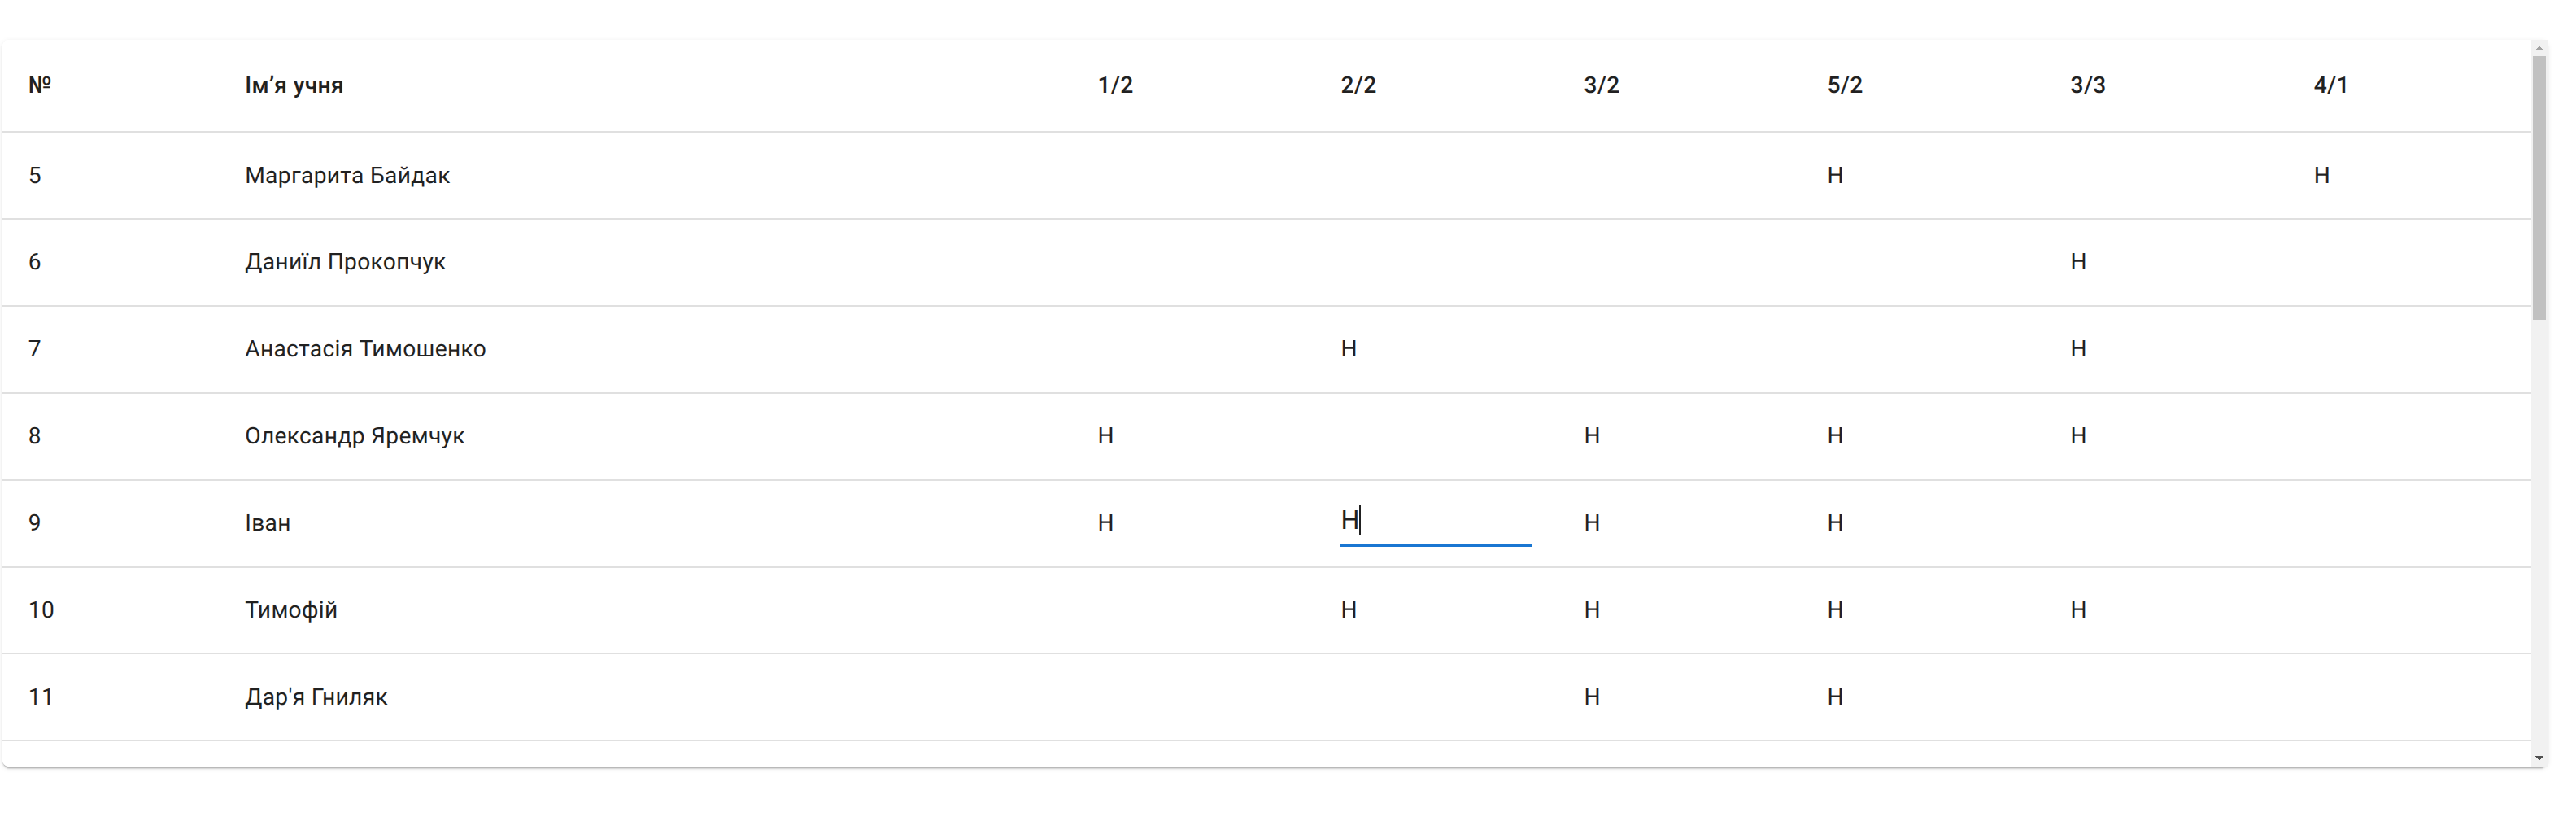 № Ім’я учня 1/2 2/2 3/2 5/2 3/3 4/1
5 Маргарита Байдак Н Н
6 Даниїл Прокопчук Н
7 Анастасія Тимошенко Н Н
8 Олександр Яремчук Н Н Н Н
9 Іван Н Н Н Н
10 Тимофій Н Н Н Н
11 Дар'я Гниляк Н Н